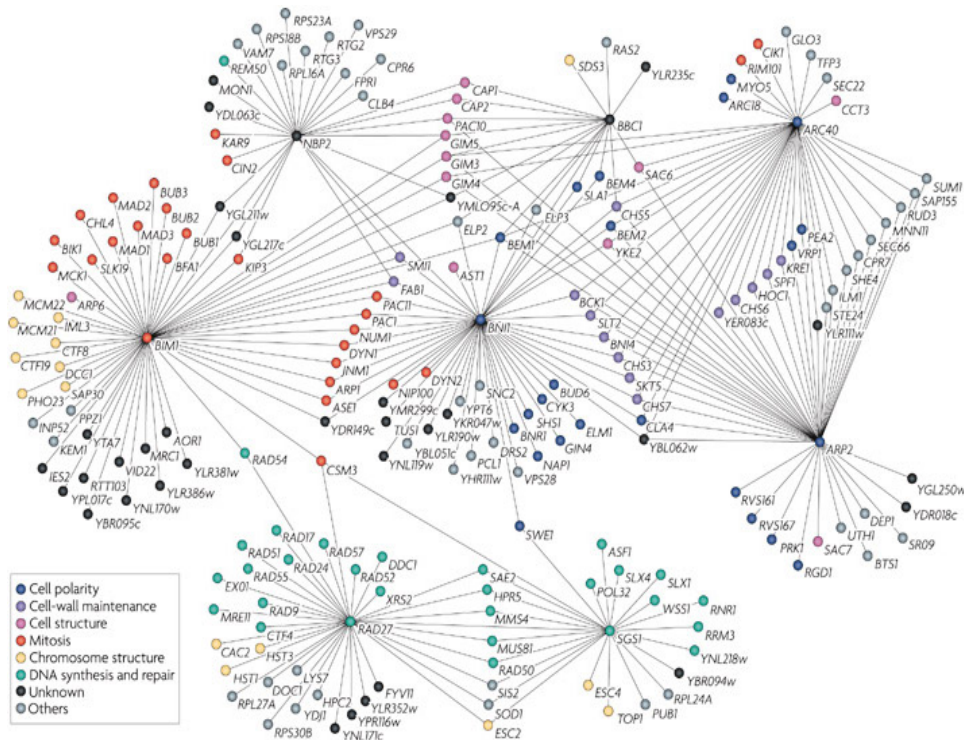 RPS23A
VPS29
RPS18B
RTG2
RTG3
VAM7
CPR6
REM50
RPL16A
FPR1
MON1
CLB4
YDL063c
NBP2
KAR9
CIN2
RAS2
SDS3
YLR235c
BBC1
GLO3
CIK1
TFP3
RIM101
SEC22
MYO5
ARC18
CCT3
ARC40
CAP1
CAP2
PAC10
GIM5
GIM3
GIM4
YMLO95c-A
ELP2
ELP3
SAC6
BEM4
SLA1
CHS5
BEM2
YKE2
BEM1
SUM1
SAP155
RUD3
MNN11
SEC66
CPR7
SHE4
ILM1
STE24
YLR111w
PEA2
VRP1
KRE1
SPF1
HOC1
CHS6
YER083c
BUB3
MAD2
BUB2
CHL4
MAD3
BIK1
MAD1
BUB1
SLK19
BFA1
MCK1
YGL211w
YGL217c
KIP3
SMI1
FAB1
AST1
MCM22
ARP6
IML3
MCM21
CTF8
BIM1
CTF19
DCC1
SAP30
PHO23
PPZ1
INP52
PAC11
PAC1
NUM1
DYN1
JNM1
ARP1
ASE1
YDR149c
BNI1
BCK1
SLT2
BNI4
CHS3
SKT5
CHS7
CLA4
YBL062w
ARP2
KEM1
YTA7
AOR1
MRC1
IES2
VID22
YLR381w
RTT103
YPL017c
YLR386w
YNL170w
YBR095c
RAD54
CSM3
DYN2
NIP100
SNC2
YMR299c
YPT6
BUD6
CYK3
TUS1
YKR047w
SHS1
ELM1
YLR190w
BNR1
GIN4
YNL119w
YBL051c
DRS2
NAP1
PCL1
YHR111w
VPS28
SWE1
YGL250w
RVS161
YDR018c
RVS167
DEP1
UTH1
SR09
PRK1
SAC7
BTS1
RGD1
RAD17
RAD51
RAD57
RAD24
DDC1
RAD55
RAD52
EXO1
XRS2
RAD9
MRE11
CTF4
RAD27
CAC2
HST3
HST1
LYS7
DOC1
RPL27A
HPC2
FYV11
YDJ1
YLR352w
YPR116w
RPS30B
YNL171c
SAE2
HPR5
MMS4
MUS81
RAD50
SIS2
SOD1
ESC2
ASF1
SLX4
SLX1
POL32
WSS1
RNR1
SGS1
RRM3
YNL218w
YBR094w
ESC4
RPL24A
TOP1
PUB1
Cell polarity
Cell-wall maintenance
Cell structure
Mitosis
Chromosome structure
DNA synthesis and repair
Unknown
Others